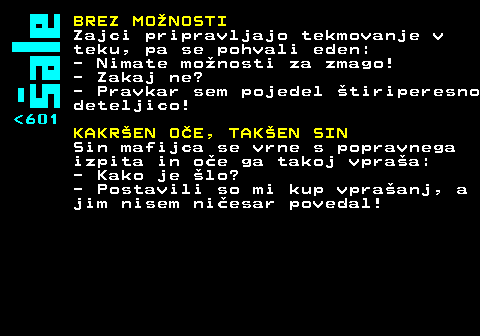 šale
<601
BREZ MOŽNOSTI
Zajci pripravljajo tekmovanje v
teku, pa se pohvali eden:
- Nimate možnosti za zmago!
- Zakaj ne?
- Pravkar sem pojedel štiriperesno
deteljico!
KAKRŠEN OČE, TAKŠEN SIN
Sin mafijca se vrne s popravnega
izpita in oče ga takoj vpraša:
- Kako je šlo?
- Postavili so mi kup vprašanj, a
jim nisem ničesar povedal!